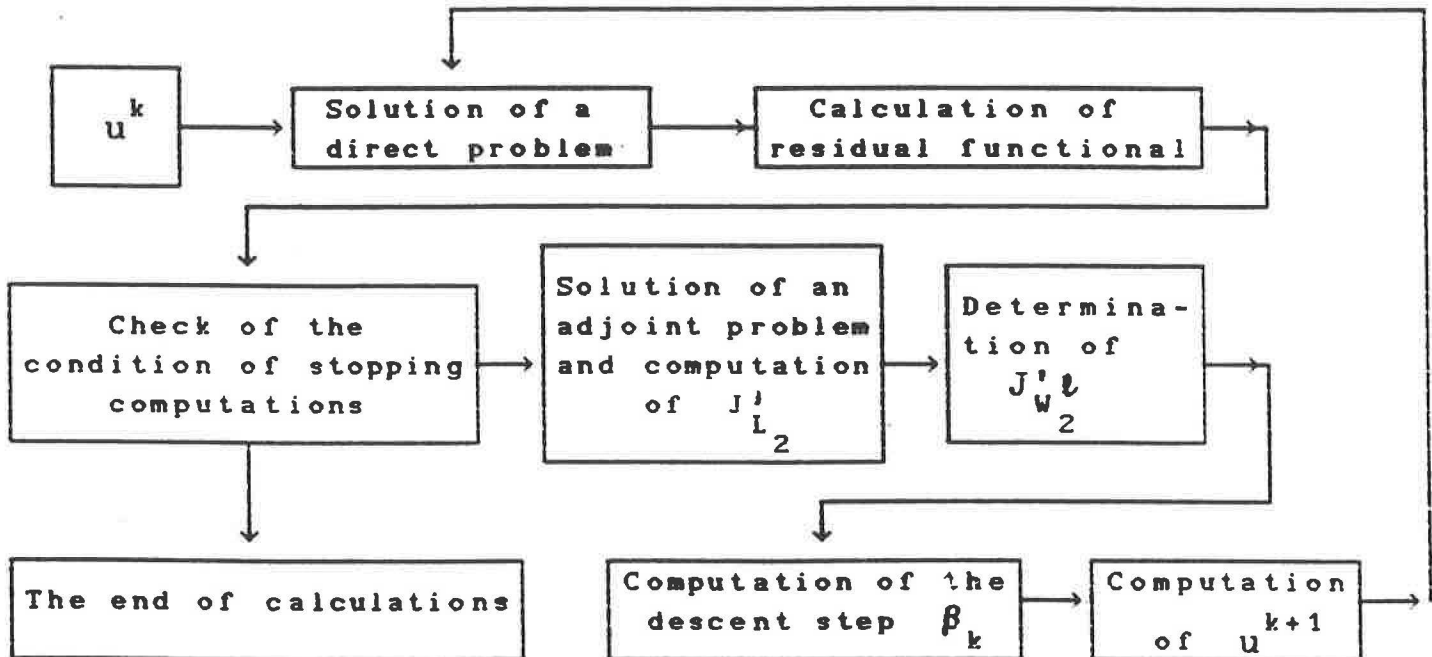 u^k
Solution of a
direct problem
Calculation of
residual functional
Check of the
condition of stopping
computations
Solution of an
adjoint problem
and computation
of J'_{L_2}
Determina-
tion of
J'_{W_2^ℓ}
The end of calculations
Computation of the
descent step β_k
Computation
of u^{k+1}